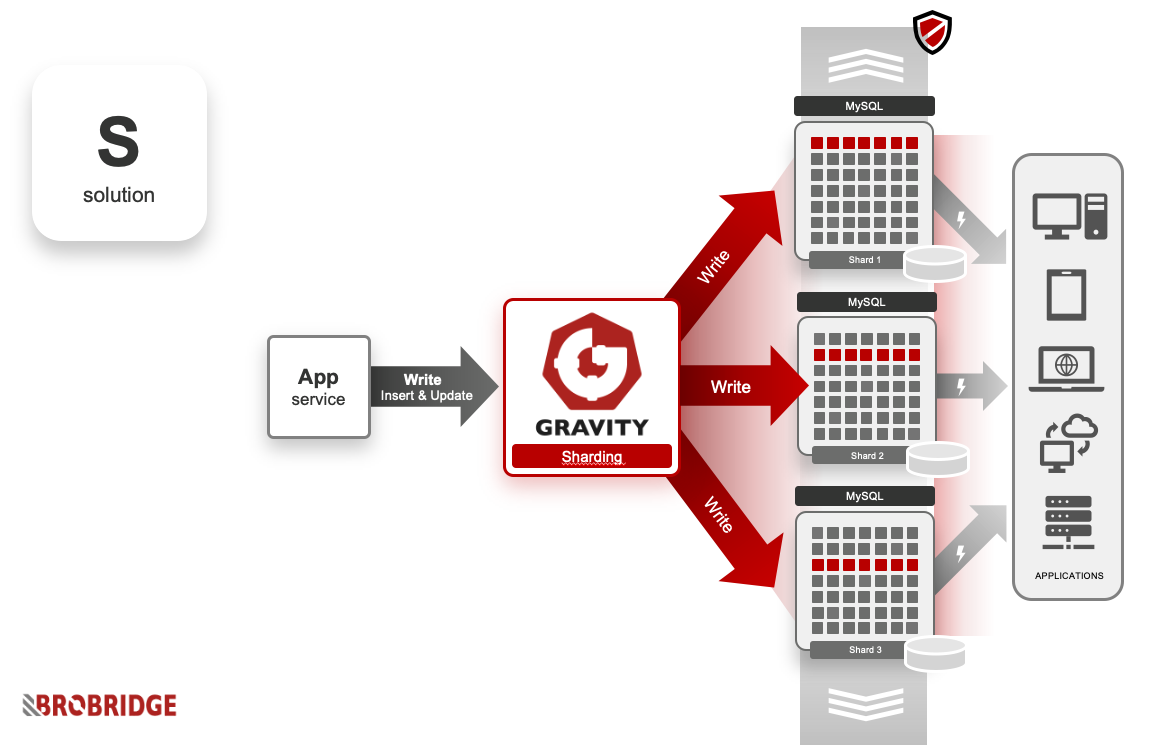 S
solution
App
service
Write
Insert & Update
GRAVITY
Sharding
Write
Write
Write
MySQL
Shard 1
MySQL
Shard 2
MySQL
Shard 3
APPLICATIONS
BROBRIDGE